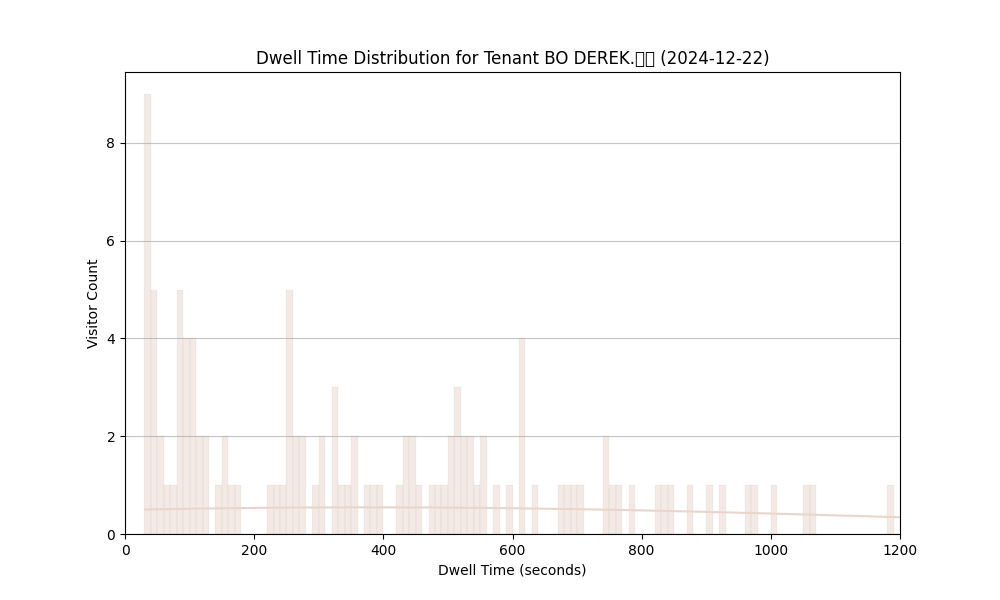 Dwell Time Distribution for Tenant BO DEREK.▯▯ (2024-12-22)
Visitor Count
8
6
4
2
0
0 200 400 600 800 1000 1200
Dwell Time (seconds)